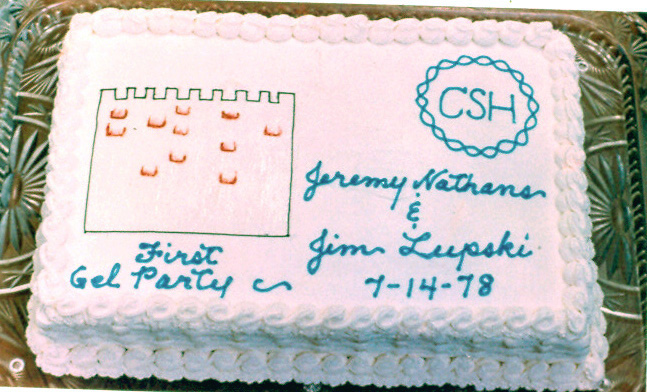 CSH
Jeremy Nathans
&
Jim Lupski
7-14-78
First
Gel Party